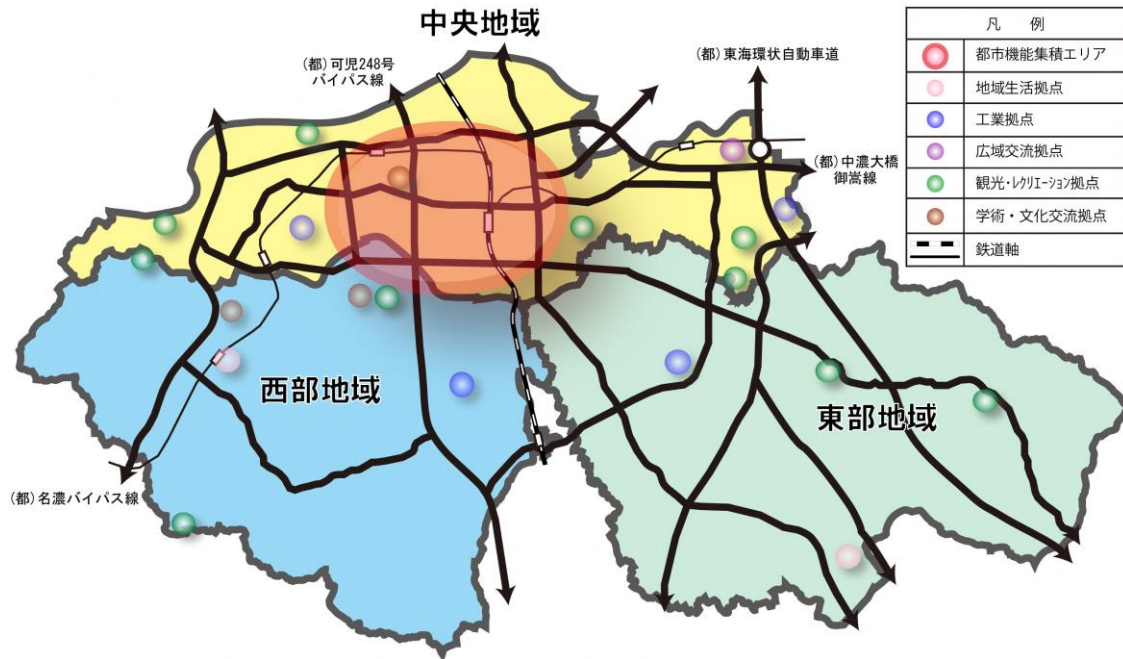 中央地域
(都)可児248号
バイパス線
(都)東海環状自動車道
(都)中濃大橋
御嵩線
西部地域
東部地域
(都)名濃バイパス線
凡 例
都市機能集積エリア
地域生活拠点
工業拠点
広域交流拠点
観光・レクリエーション拠点
学術・文化交流拠点
鉄道軸